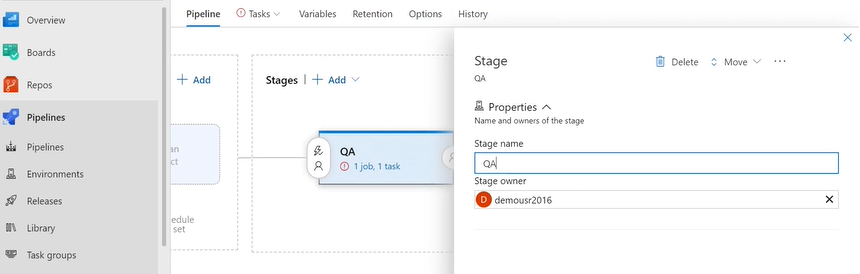 Overview
Boards
Repos
Pipelines
Pipelines
Environments
Releases
Library
Task groups
Pipeline Tasks Variables Retention Options History
Add
Stages | Add
an
ct
edule
set
QA
1 job, 1 task
Stage
QA
Delete Move ...
Properties
Name and owners of the stage
Stage name
QA
Stage owner
D demousr2016